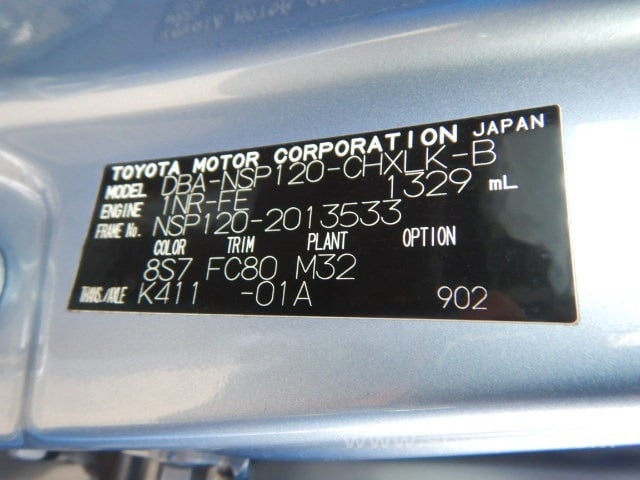 TOYOTA MOTOR CORPORATION JAPAN
MODEL DBA-NSP120-CHXLK-B
ENGINE 1NR-FE 1329 mL
FRAME No. NSP120-2013533
COLOR TRIM PLANT OPTION
8S7 FC80 M32
TRANS./AXLE K411 -01A 902